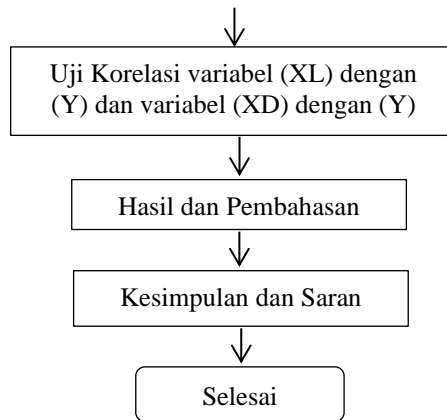 Uji Korelasi variabel (XL) dengan
(Y) dan variabel (XD) dengan (Y)
Hasil dan Pembahasan
Kesimpulan dan Saran
Selesai